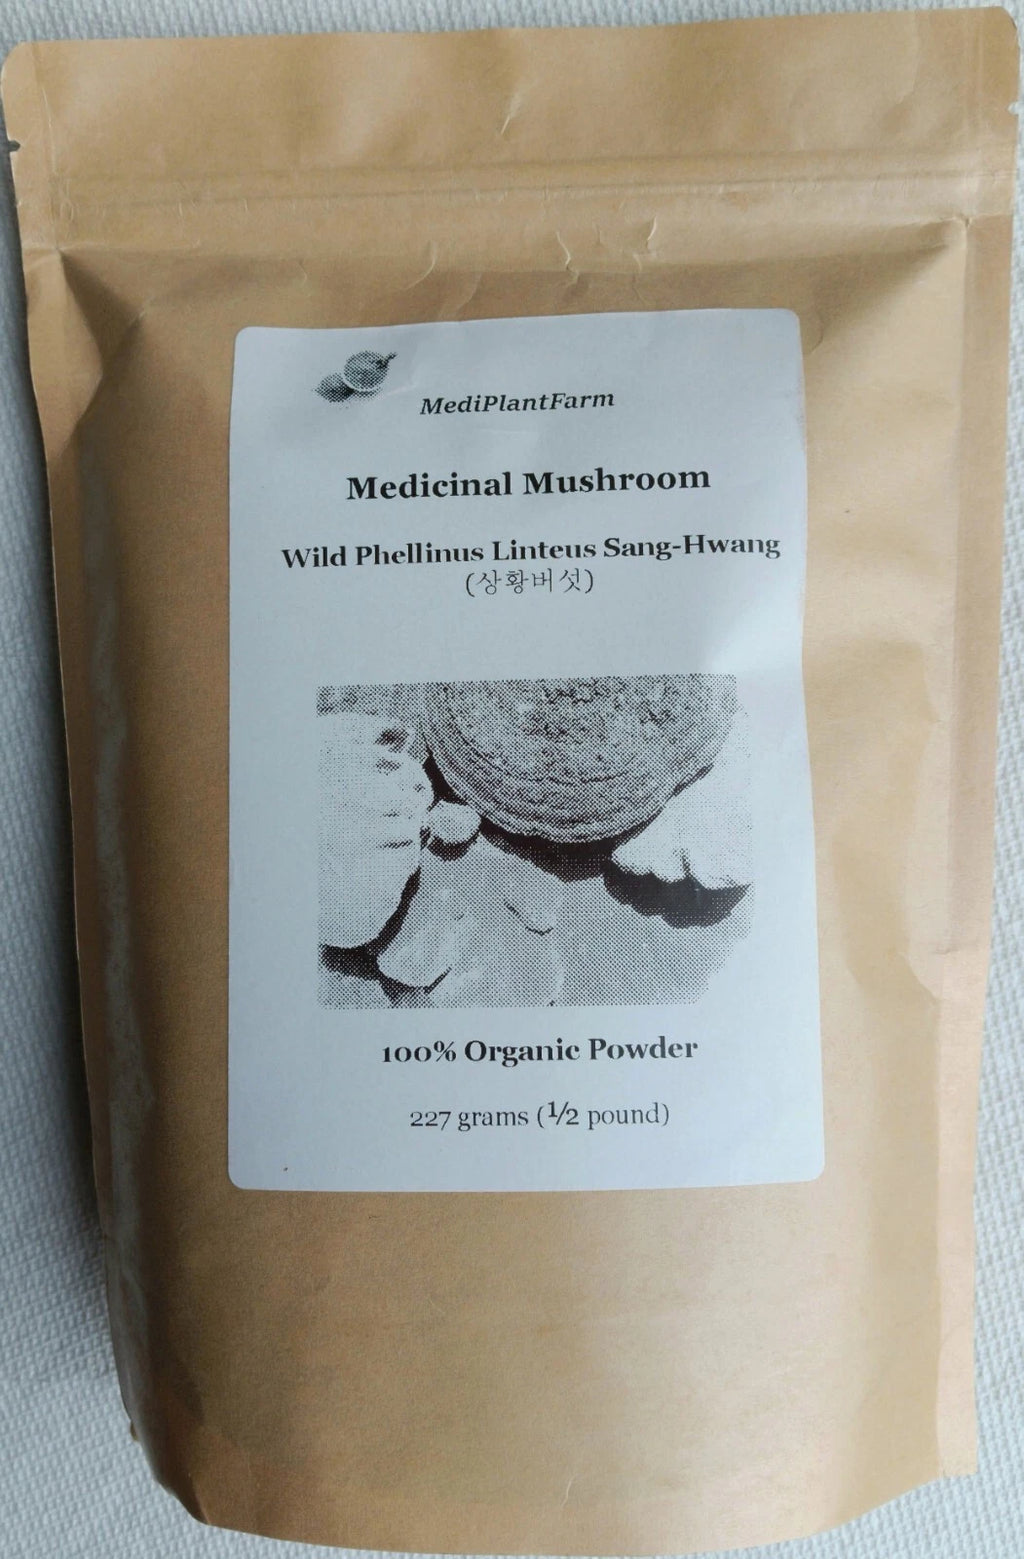 MediPlantFarm
Medicinal Mushroom
Wild Phellinus Linteus Sang-Hwang
(상황버섯)
100% Organic Powder
227 grams (½ pound)